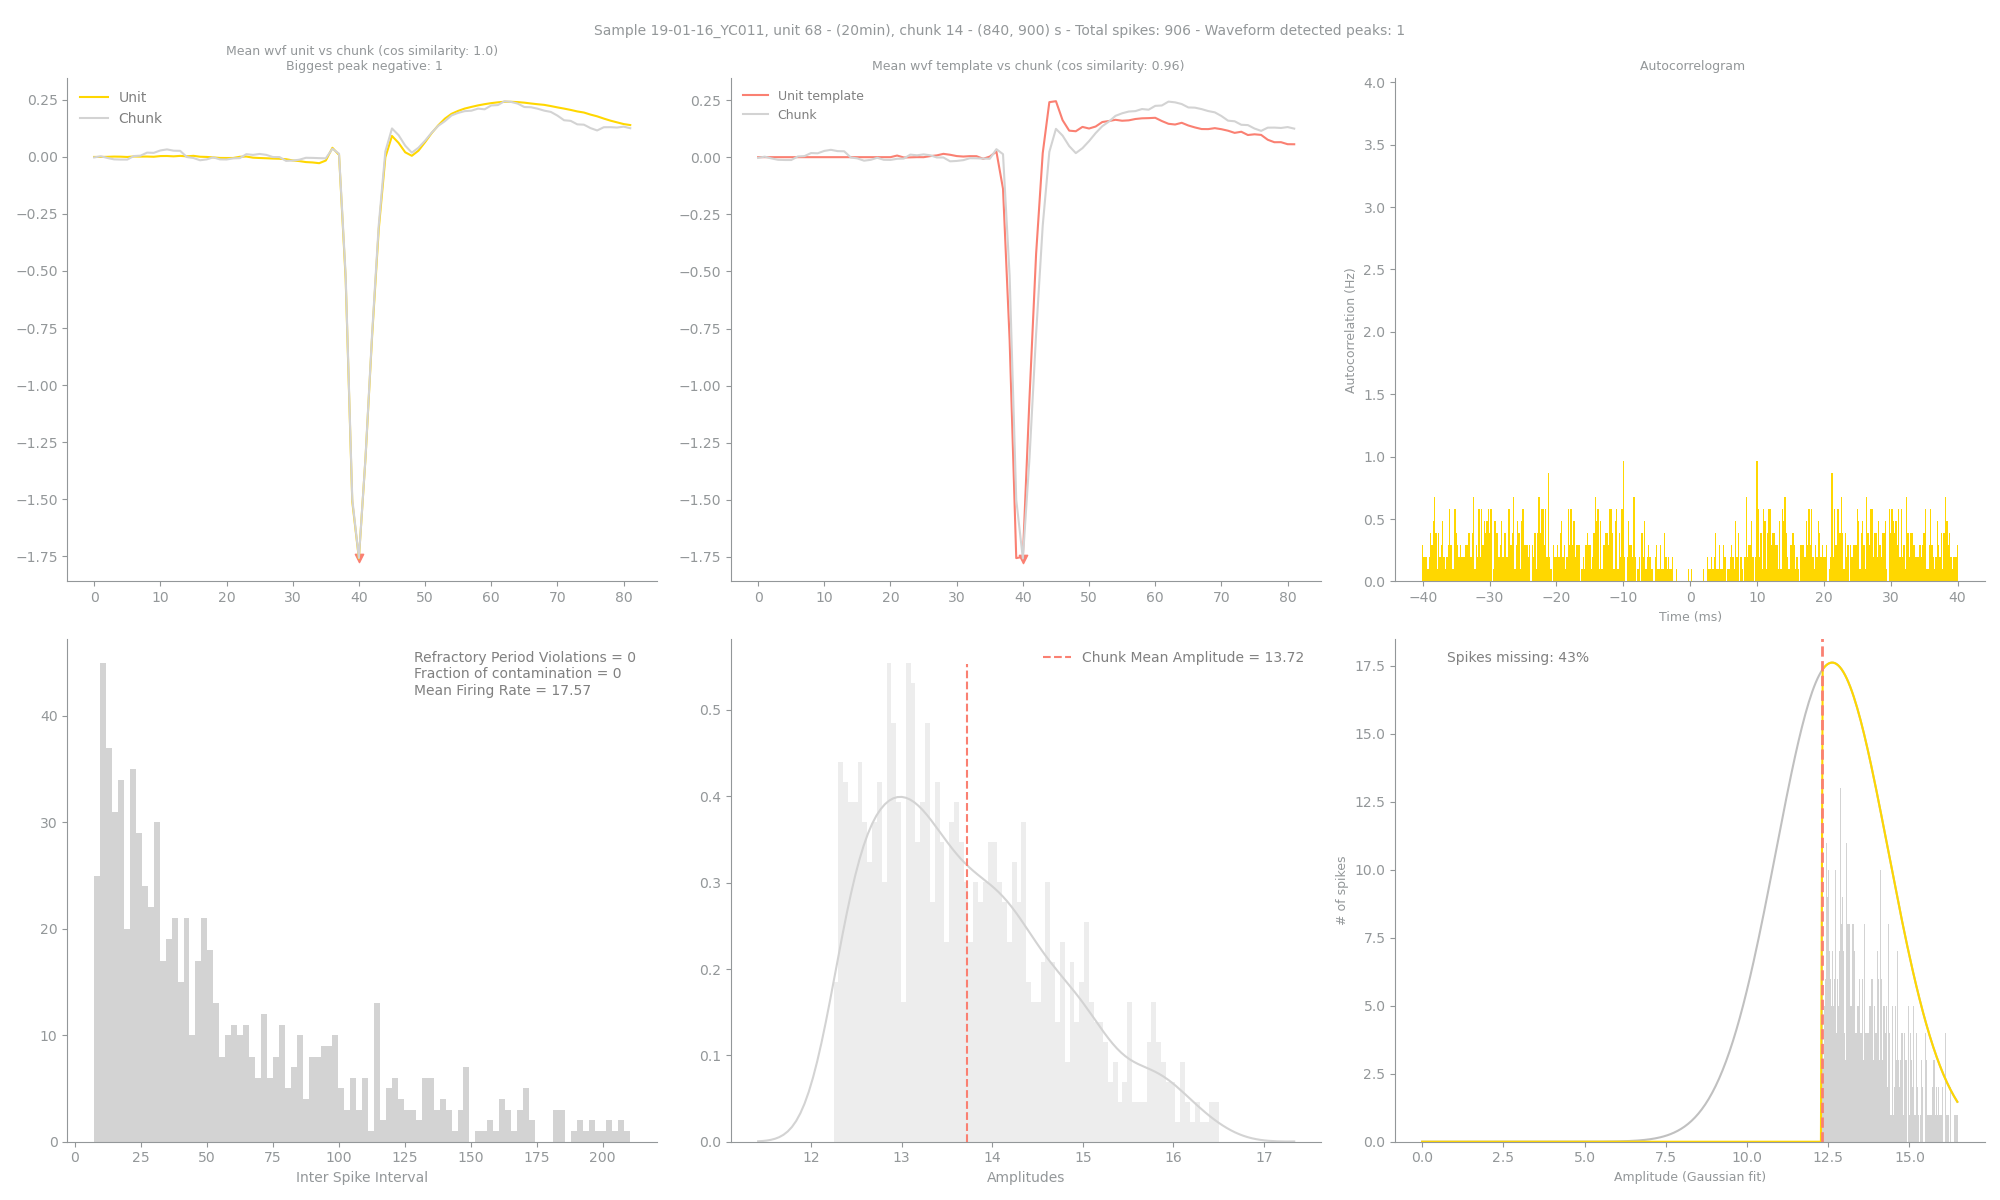 Sample 19-01-16_YC011, unit 68 - (20min), chunk 14 - (840, 900) s - Total spikes: 906 - Waveform detected peaks: 1
Mean wvf unit vs chunk (cos similarity: 1.0)
Biggest peak negative: 1
Unit
Chunk
0.25
0.00
−0.25
−0.50
−0.75
−1.00
−1.25
−1.50
−1.75
0 10 20 30 40 50 60 70 80
Mean wvf template vs chunk (cos similarity: 0.96)
Unit template
Chunk
0.25
0.00
−0.25
−0.50
−0.75
−1.00
−1.25
−1.50
−1.75
0 10 20 30 40 50 60 70 80
Autocorrelogram
Autocorrelation (Hz)
4.0
3.5
3.0
2.5
2.0
1.5
1.0
0.5
0.0
−40 −30 −20 −10 0 10 20 30 40
Time (ms)
Refractory Period Violations = 0
Fraction of contamination = 0
Mean Firing Rate = 17.57
40
30
20
10
0
0 25 50 75 100 125 150 175 200
Inter Spike Interval
Chunk Mean Amplitude = 13.72
0.5
0.4
0.3
0.2
0.1
0.0
12 13 14 15 16 17
Amplitudes
Spikes missing: 43%
# of spikes
17.5
15.0
12.5
10.0
7.5
5.0
2.5
0.0
0.0 2.5 5.0 7.5 10.0 12.5 15.0
Amplitude (Gaussian fit)